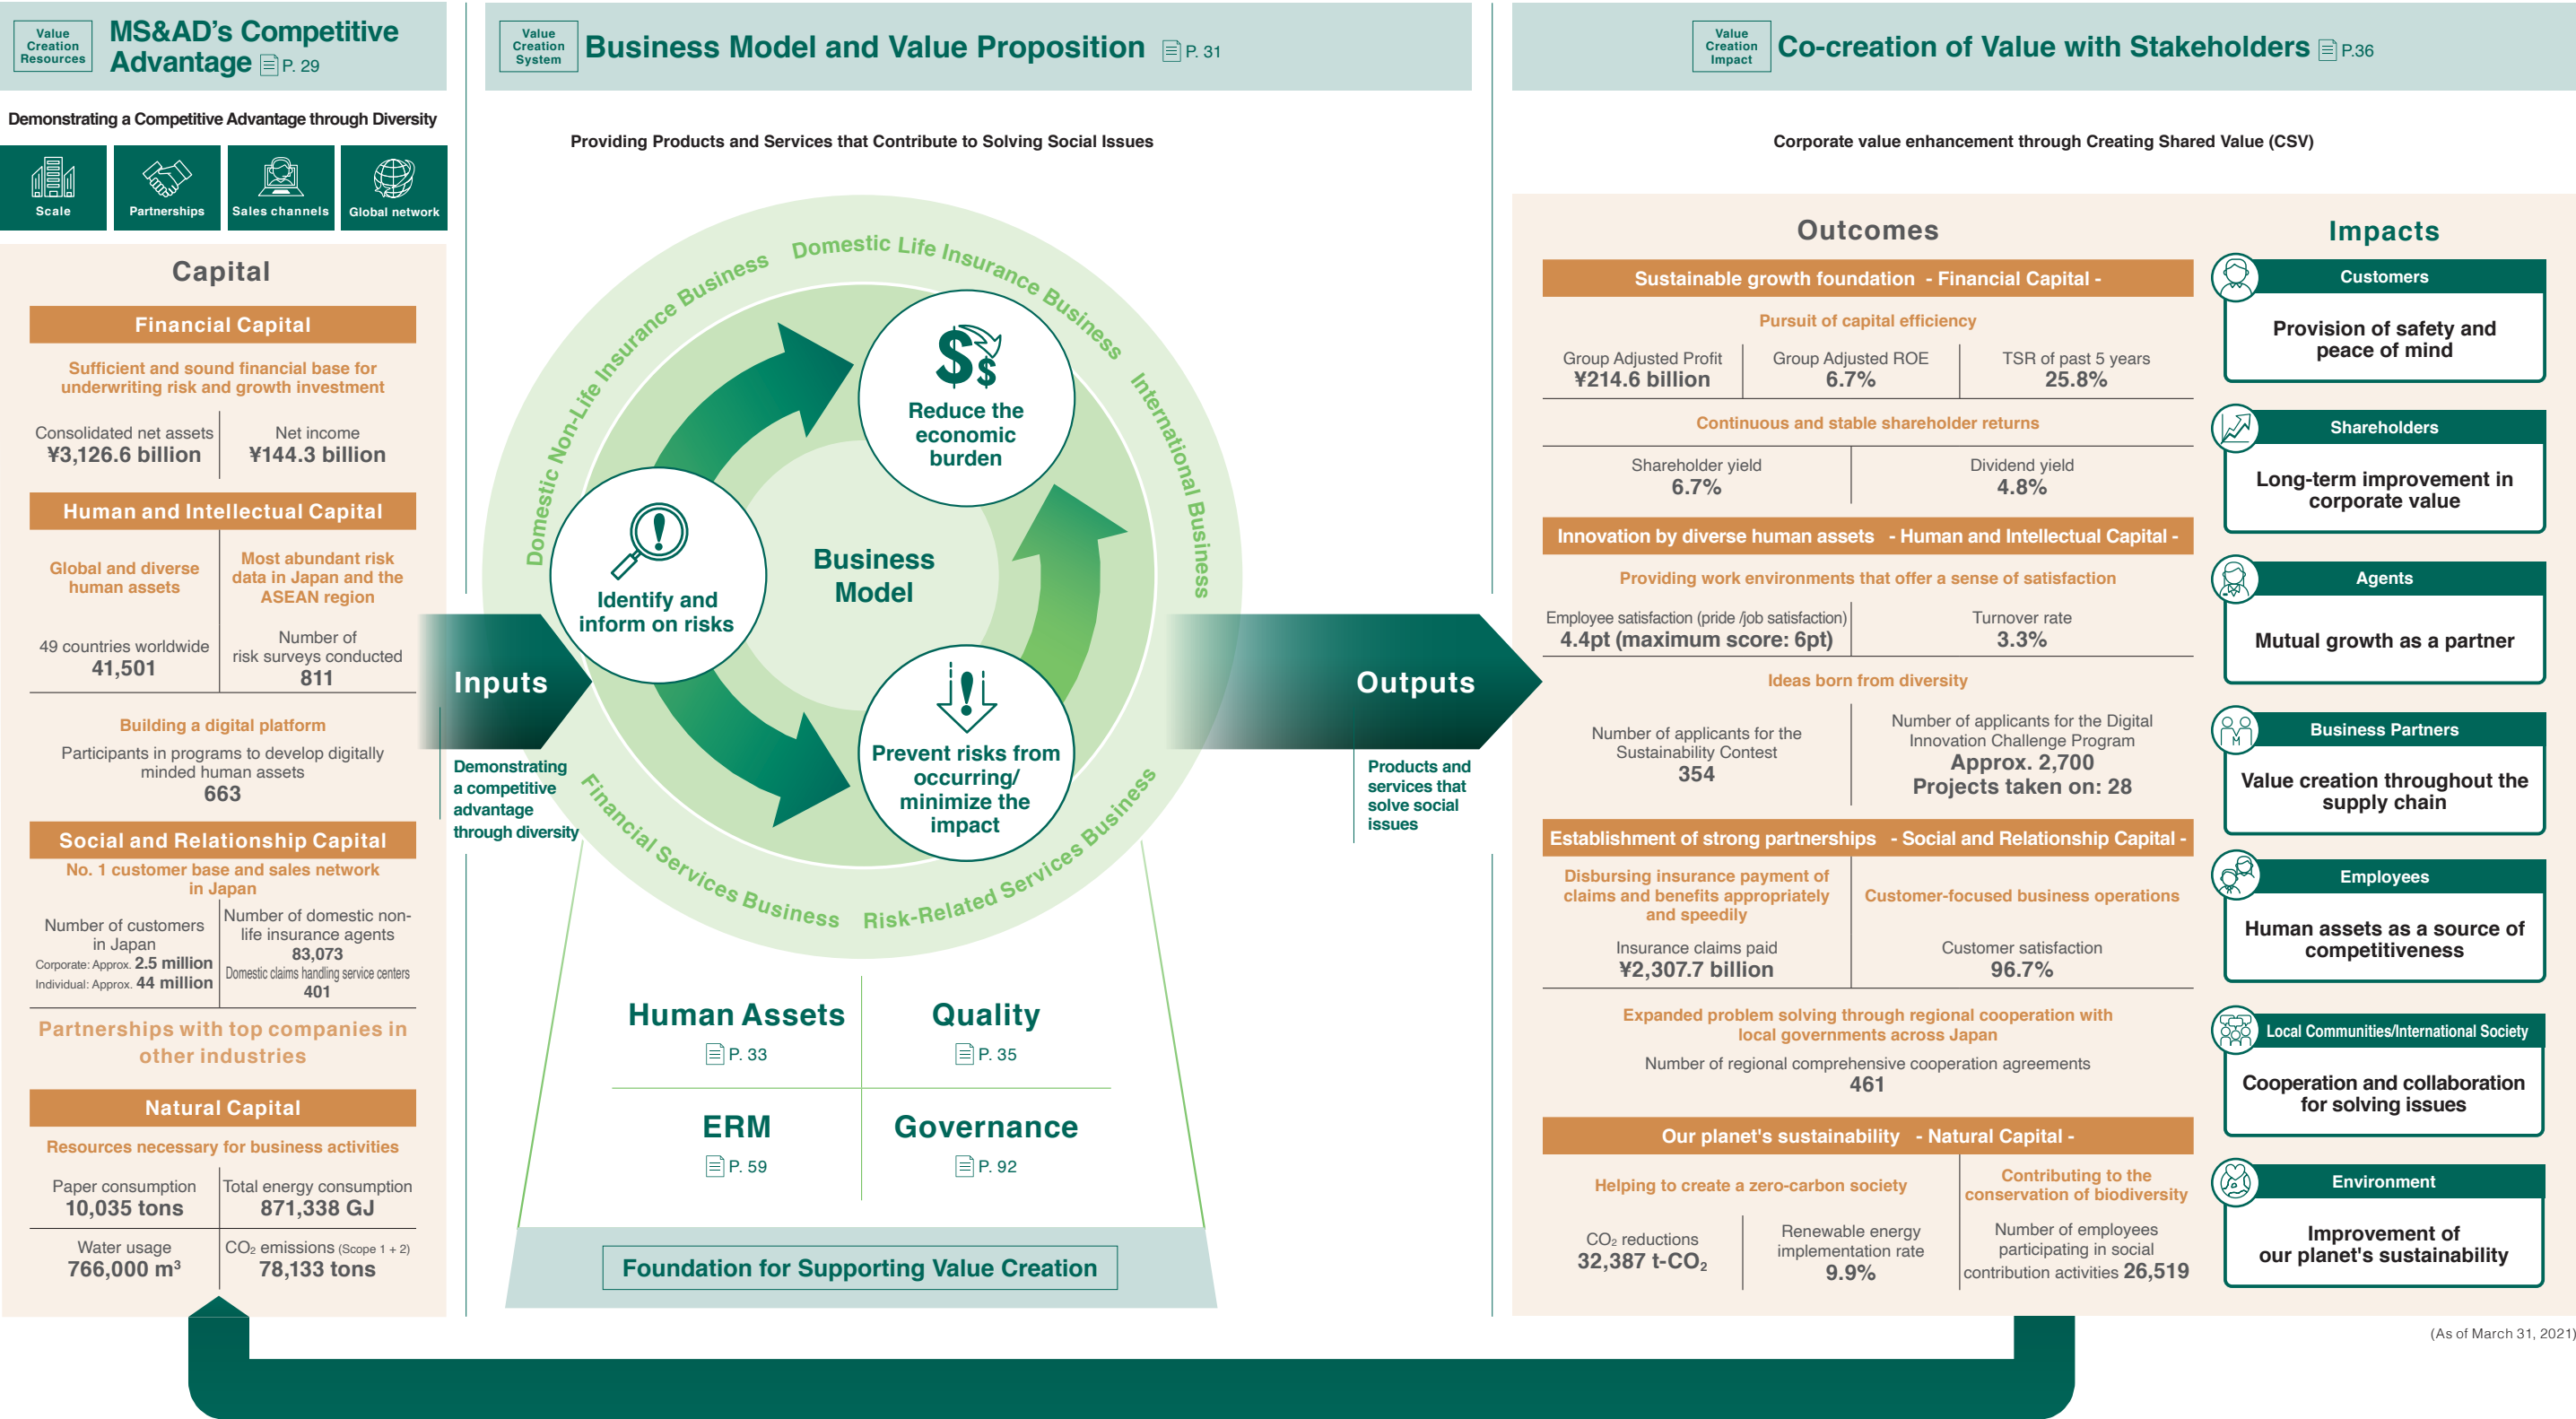 Value
Creation
Resources
MS&AD's Competitive
Advantage P. 29
Demonstrating a Competitive Advantage through Diversity
Scale
Partnerships
Sales channels
Global network
Capital
Financial Capital
Sufficient and sound financial base for
underwriting risk and growth investment
Consolidated net assets
¥3,126.6 billion
Net income
¥144.3 billion
Human and Intellectual Capital
Global and diverse
human assets
49 countries worldwide
41,501
Most abundant risk
data in Japan and the
ASEAN region
Number of
risk surveys conducted
811
Building a digital platform
Participants in programs to develop digitally
minded human assets
663
Social and Relationship Capital
No. 1 customer base and sales network
in Japan
Number of customers
in Japan
Corporate: Approx. 2.5 million
Individual: Approx. 44 million
Number of domestic non-
life insurance agents
83,073
Domestic claims handling service centers
401
Partnerships with top companies in
other industries
Natural Capital
Resources necessary for business activities
Paper consumption
10,035 tons
Total energy consumption
871,338 GJ
Water usage
766,000 m³
CO₂ emissions (Scope 1 + 2)
78,133 tons
Inputs
Demonstrating
a competitive
advantage
through diversity
Value
Creation
System
Business Model and Value Proposition P. 31
Providing Products and Services that Contribute to Solving Social Issues
Domestic Non-Life Insurance Business
Domestic Life Insurance Business
International Business
Financial Services Business
Risk-Related Services Business
Reduce the
economic
burden
Identify and
inform on risks
Business
Model
Prevent risks from
occurring/
minimize the
impact
Human Assets
P. 33
Quality
P. 35
ERM
P. 59
Governance
P. 92
Foundation for Supporting Value Creation
Outputs
Products and
services that
solve social
issues
Value
Creation
Impact
Co-creation of Value with Stakeholders P.36
Corporate value enhancement through Creating Shared Value (CSV)
Outcomes
Sustainable growth foundation - Financial Capital -
Pursuit of capital efficiency
Group Adjusted Profit
¥214.6 billion
Group Adjusted ROE
6.7%
TSR of past 5 years
25.8%
Continuous and stable shareholder returns
Shareholder yield
6.7%
Dividend yield
4.8%
Innovation by diverse human assets - Human and Intellectual Capital -
Providing work environments that offer a sense of satisfaction
Employee satisfaction (pride /job satisfaction)
4.4pt (maximum score: 6pt)
Turnover rate
3.3%
Ideas born from diversity
Number of applicants for the
Sustainability Contest
354
Number of applicants for the Digital
Innovation Challenge Program
Approx. 2,700
Projects taken on: 28
Establishment of strong partnerships - Social and Relationship Capital -
Disbursing insurance payment of
claims and benefits appropriately
and speedily
Insurance claims paid
¥2,307.7 billion
Customer-focused business operations
Customer satisfaction
96.7%
Expanded problem solving through regional cooperation with
local governments across Japan
Number of regional comprehensive cooperation agreements
461
Our planet's sustainability - Natural Capital -
Helping to create a zero-carbon society
CO₂ reductions
32,387 t-CO₂
Renewable energy
implementation rate
9.9%
Contributing to the
conservation of biodiversity
Number of employees
participating in social
contribution activities 26,519
Impacts
Customers
Provision of safety and
peace of mind
Shareholders
Long-term improvement in
corporate value
Agents
Mutual growth as a partner
Business Partners
Value creation throughout the
supply chain
Employees
Human assets as a source of
competitiveness
Local Communities/International Society
Cooperation and collaboration
for solving issues
Environment
Improvement of
our planet's sustainability
(As of March 31, 2021)